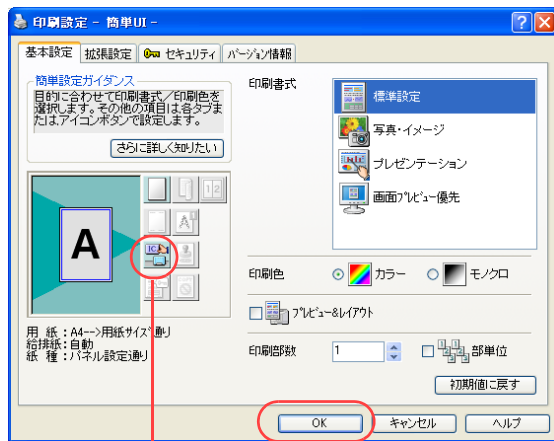 印刷設定 - 簡単UI -
基本設定
拡張設定
セキュリティ
バージョン情報
簡単設定ガイダンス
目的に合わせて印刷書式/印刷色を
選択します。その他の項目は各タブま
たはアイコンボタンで設定します。
さらに詳しく知りたい
印刷書式
標準設定
写真・イメージ
プレゼンテーション
画面プレビュー優先
A
12
A
IC
印刷色
カラー
モノクロ
プレビュー&レイアウト
用 紙:A4-->用紙サイズ通り
給排紙:自動
紙 種:パネル設定通り
印刷部数
1
部単位
初期値に戻す
OK
キャンセル
ヘルプ